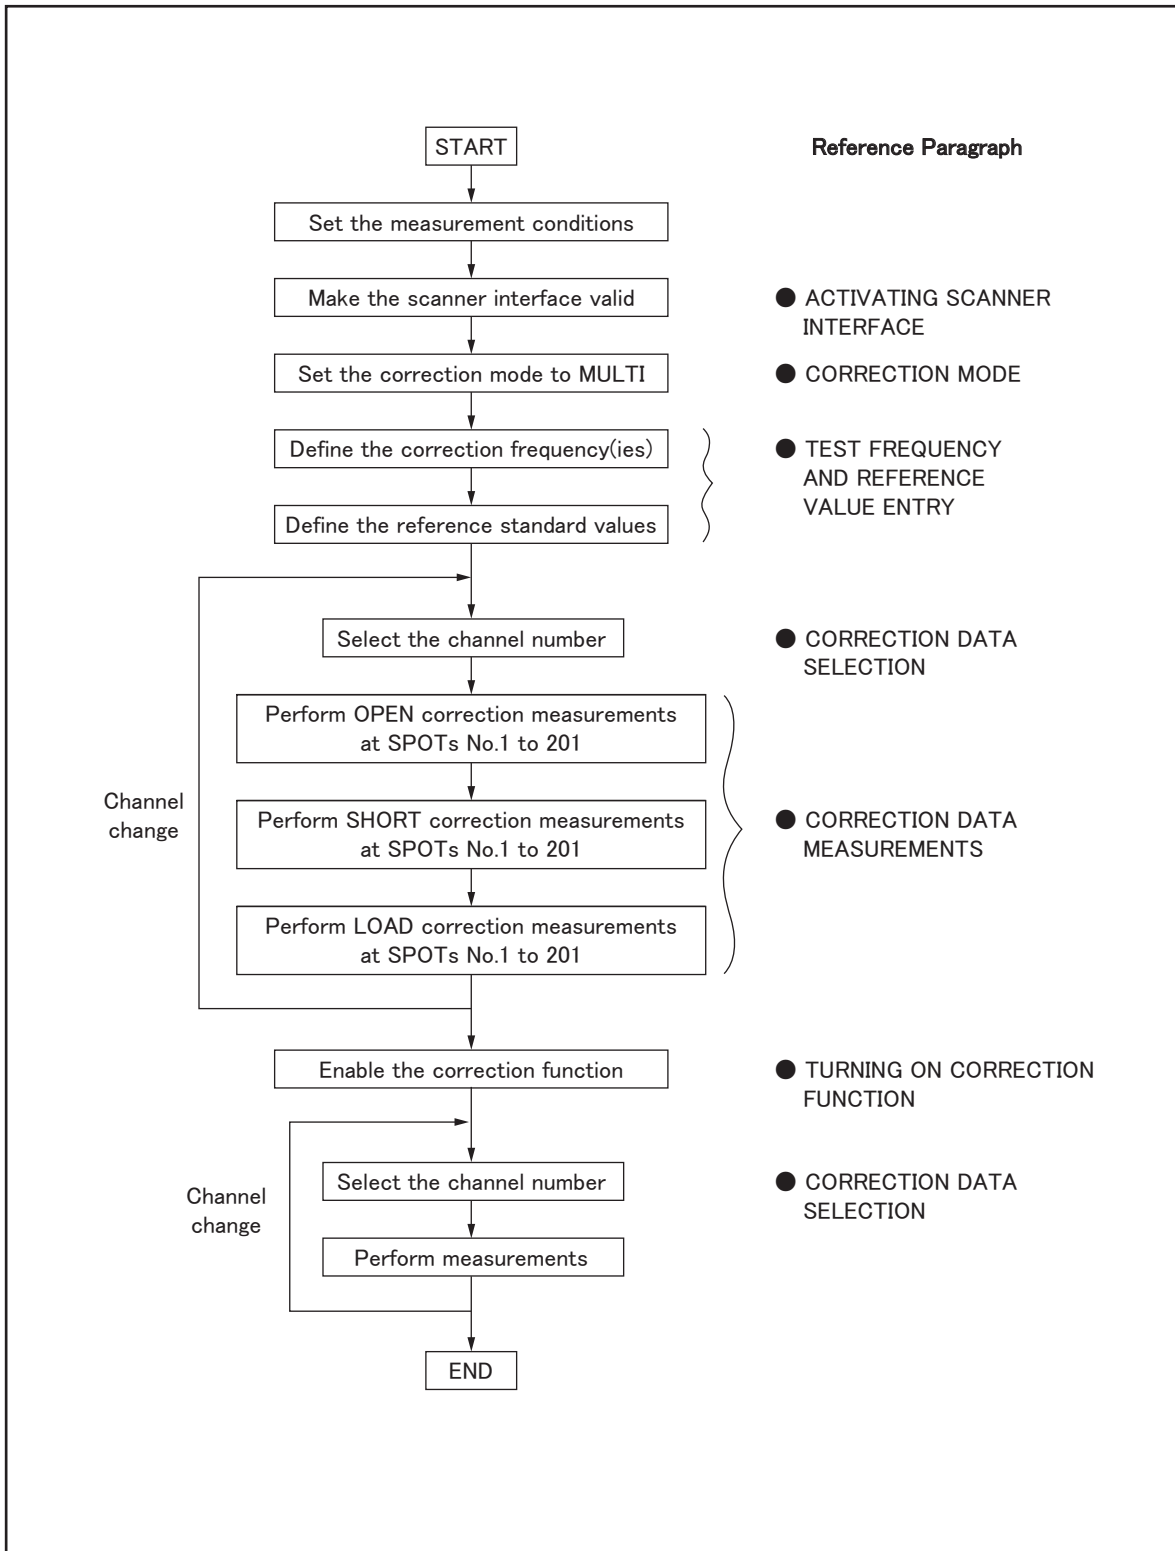 START
Reference Paragraph
Set the measurement conditions
Make the scanner interface valid
● ACTIVATING SCANNER
INTERFACE
Set the correction mode to MULTI
● CORRECTION MODE
Define the correction frequency(ies)
● TEST FREQUENCY
AND REFERENCE
VALUE ENTRY
Define the reference standard values
Select the channel number
● CORRECTION DATA
SELECTION
Perform OPEN correction measurements
at SPOTs No.1 to 201
Channel
change
Perform SHORT correction measurements
at SPOTs No.1 to 201
● CORRECTION DATA
MEASUREMENTS
Perform LOAD correction measurements
at SPOTs No.1 to 201
Enable the correction function
● TURNING ON CORRECTION
FUNCTION
Channel
change
Select the channel number
● CORRECTION DATA
SELECTION
Perform measurements
END